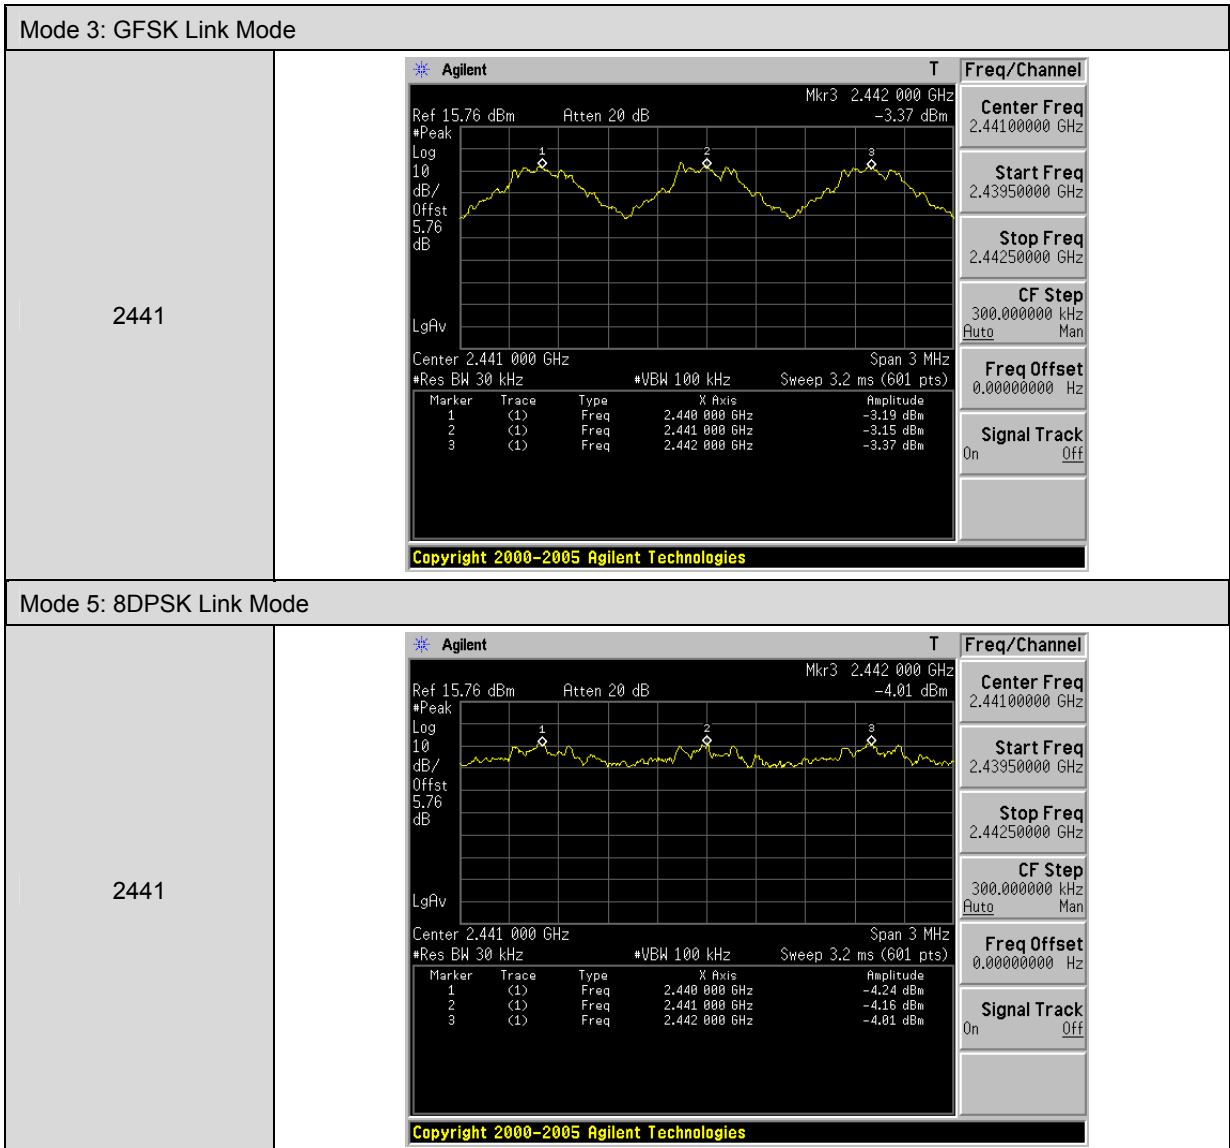 Mode 3: GFSK Link Mode
2441
Agilent T Freq/Channel
Mkr3 2.442 000 GHz
Ref 15.76 dBm Atten 20 dB -3.37 dBm
#Peak
Log
10
dB/
Offst
5.76
dB
LgAv
1 2 3
Center 2.441 000 GHz Span 3 MHz
#Res BW 30 kHz #VBW 100 kHz Sweep 3.2 ms (601 pts)
Marker Trace Type X Axis Amplitude
1 (1) Freq 2.440 000 GHz -3.19 dBm
2 (1) Freq 2.441 000 GHz -3.15 dBm
3 (1) Freq 2.442 000 GHz -3.37 dBm
Center Freq
2.44100000 GHz
Start Freq
2.43950000 GHz
Stop Freq
2.44250000 GHz
CF Step
300.000000 kHz
Auto Man
Freq Offset
0.00000000 Hz
Signal Track
On Off
Copyright 2000-2005 Agilent Technologies
Mode 5: 8DPSK Link Mode
2441
Agilent T Freq/Channel
Mkr3 2.442 000 GHz
Ref 15.76 dBm Atten 20 dB -4.01 dBm
#Peak
Log
10
dB/
Offst
5.76
dB
LgAv
1 2 3
Center 2.441 000 GHz Span 3 MHz
#Res BW 30 kHz #VBW 100 kHz Sweep 3.2 ms (601 pts)
Marker Trace Type X Axis Amplitude
1 (1) Freq 2.440 000 GHz -4.24 dBm
2 (1) Freq 2.441 000 GHz -4.16 dBm
3 (1) Freq 2.442 000 GHz -4.01 dBm
Center Freq
2.44100000 GHz
Start Freq
2.43950000 GHz
Stop Freq
2.44250000 GHz
CF Step
300.000000 kHz
Auto Man
Freq Offset
0.00000000 Hz
Signal Track
On Off
Copyright 2000-2005 Agilent Technologies